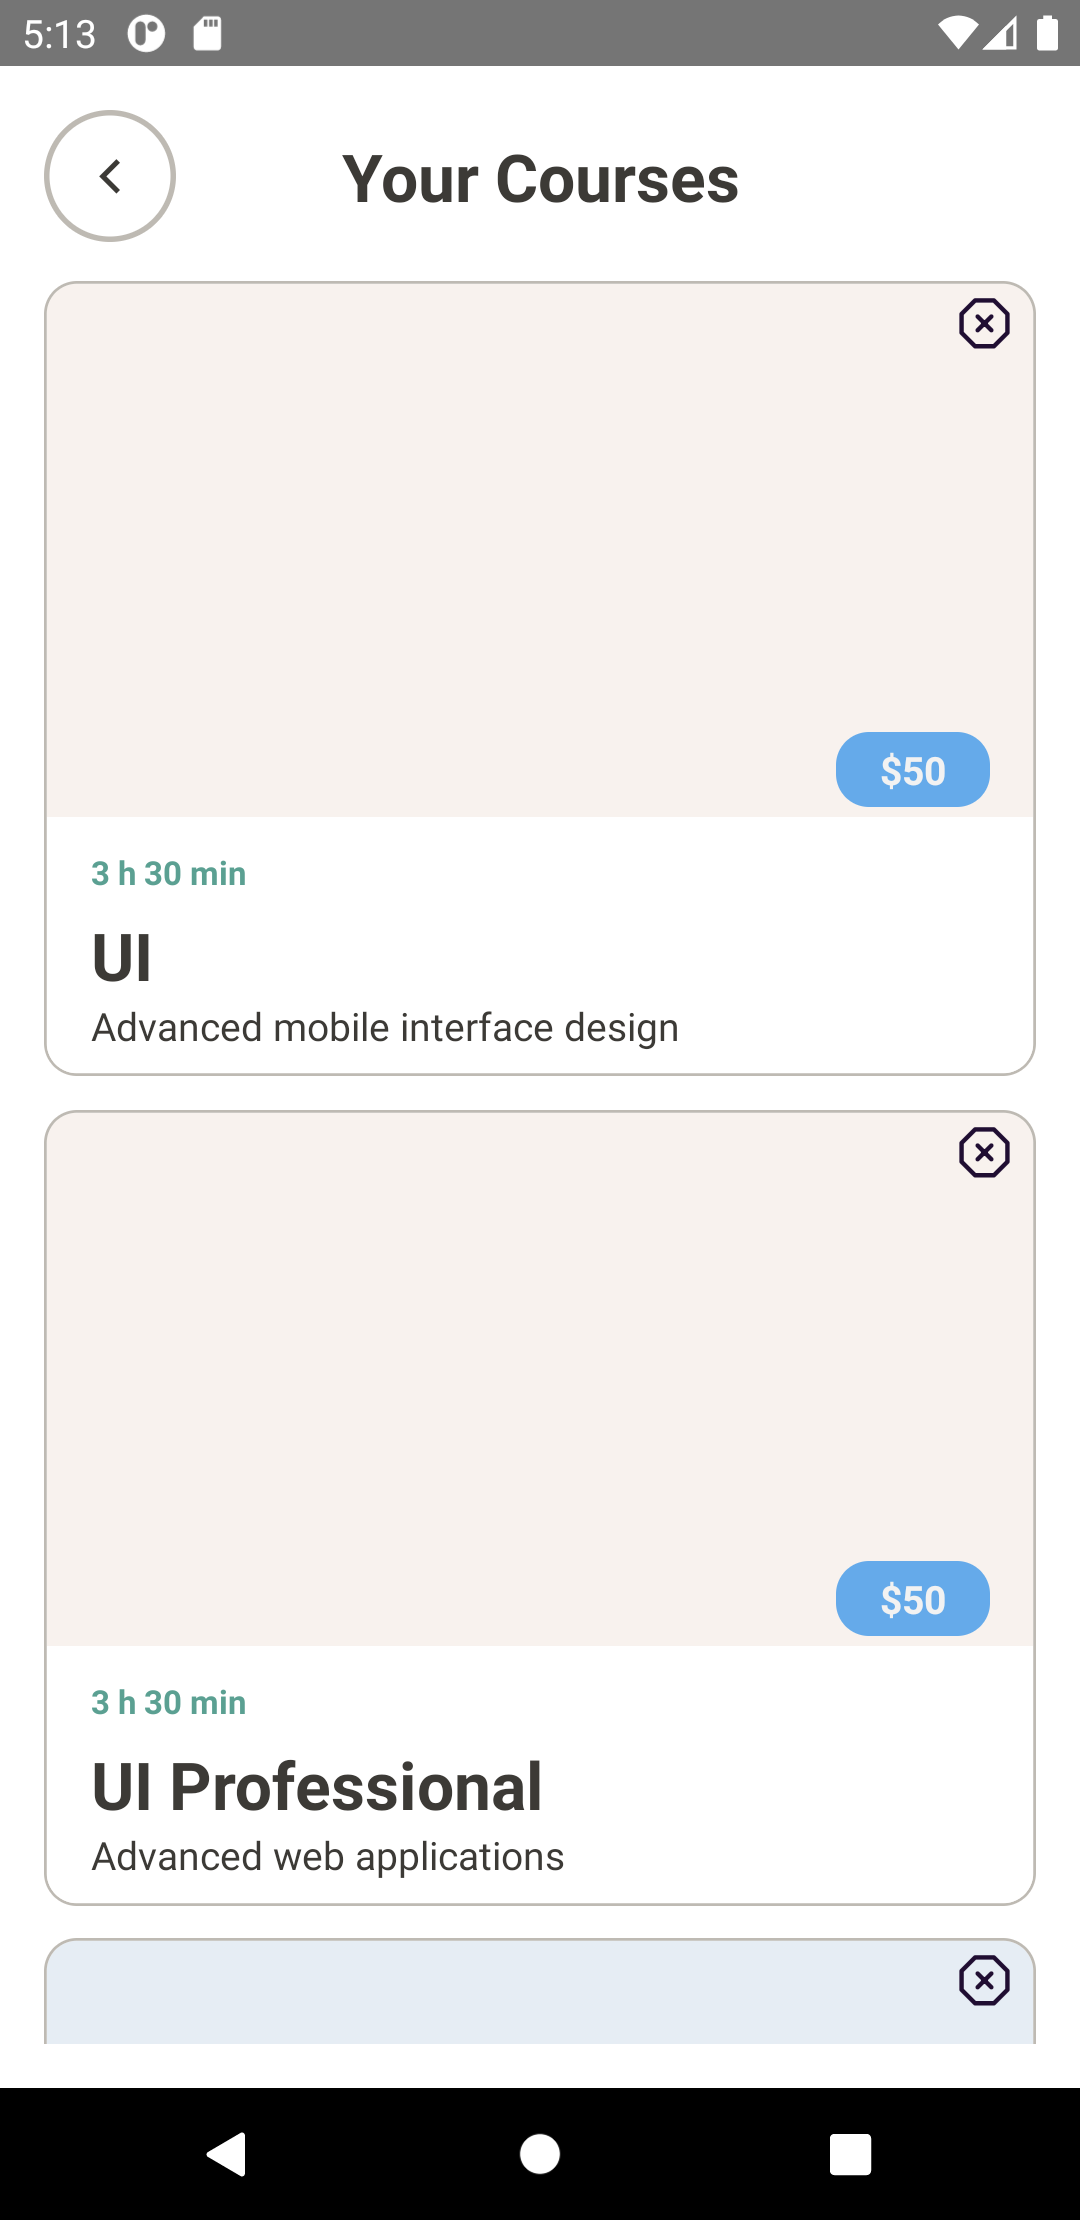 5:13
Your Courses
$50
3 h 30 min
UI
Advanced mobile interface design
$50
3 h 30 min
UI Professional
Advanced web applications